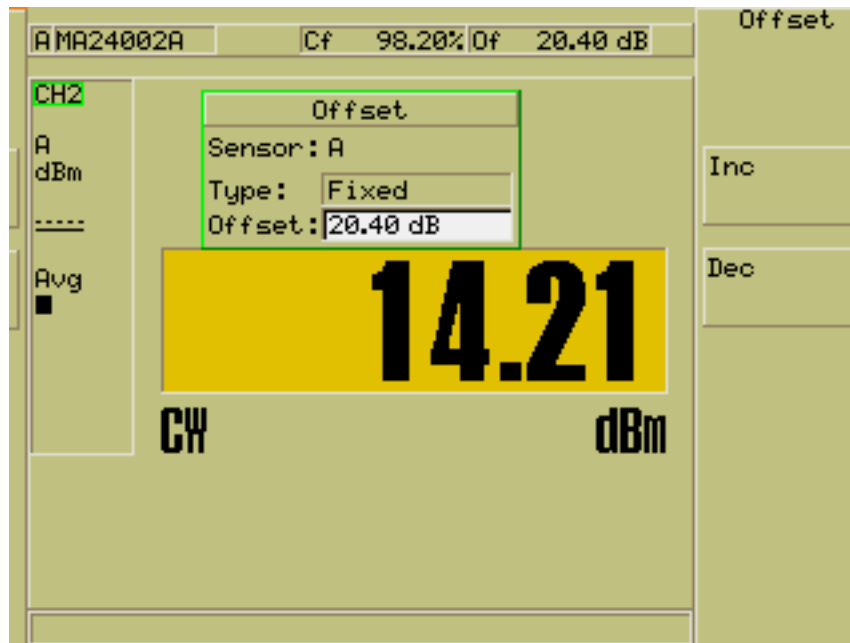 A MA24002A Cf 98.20% Of 20.40 dB
Offset
CH2
A
dBm
-----
Avg
Offset
Sensor: A
Type: Fixed
Offset: 20.40 dB
14.21
CW
dBm
Inc
Dec